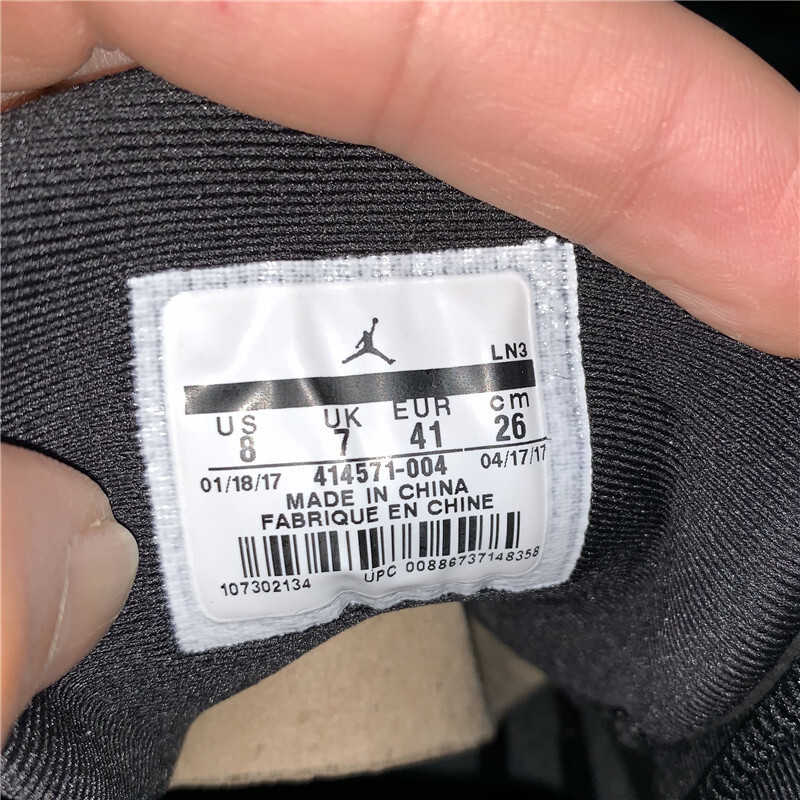 LN3
US UK EUR cm
8 7 41 26
01/18/17 414571-004 04/17/17
MADE IN CHINA
FABRIQUE EN CHINE
107302134 UPC 00886737148358